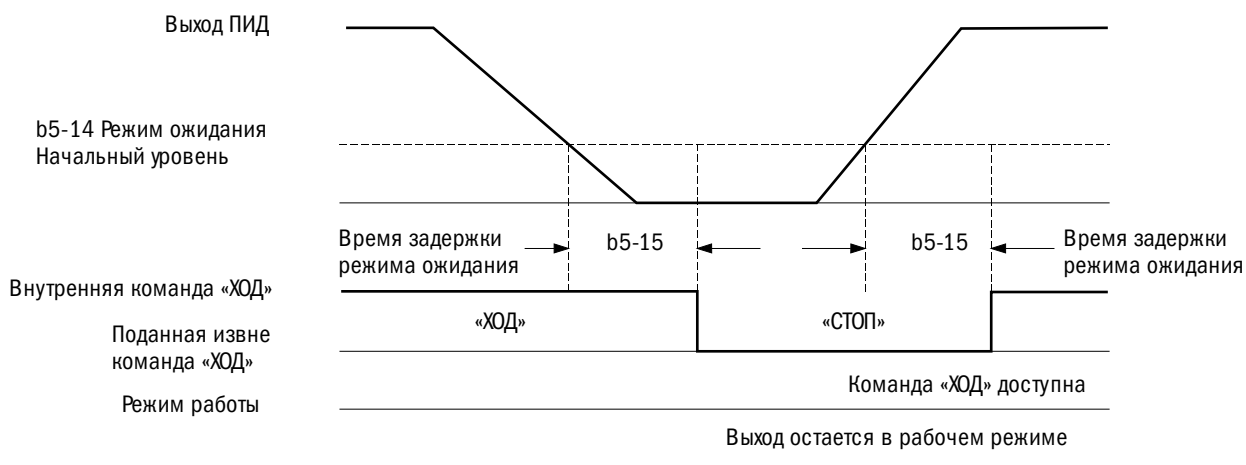 Выход ПИД
b5-14 Режим ожидания
Начальный уровень
Время задержки
режима ожидания
b5-15
b5-15
Время задержки
режима ожидания
Внутренняя команда «ХОД»
«ХОД»
«СТОП»
Поданная извне
команда «ХОД»
Команда «ХОД» доступна
Режим работы
Выход остается в рабочем режиме